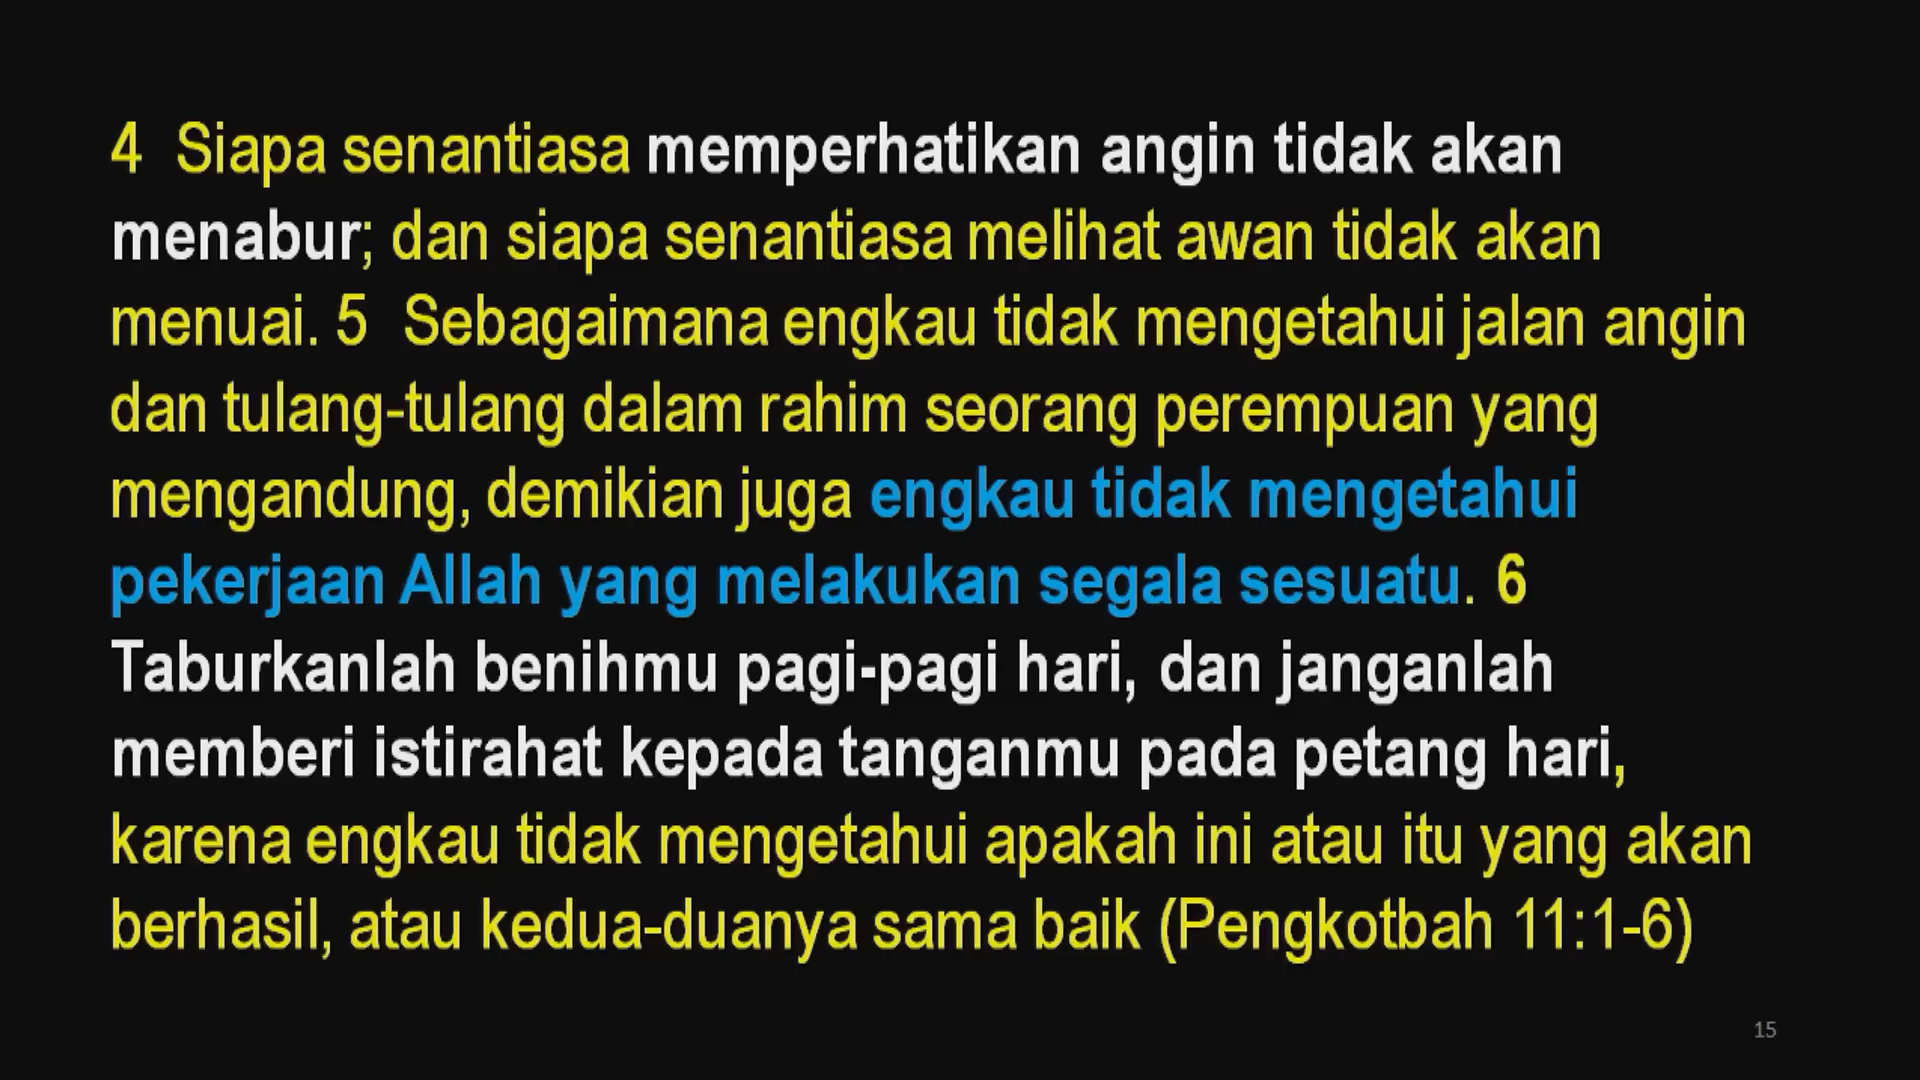 4  Siapa senantiasa memperhatikan angin tidak akan
menabur; dan siapa senantiasa melihat awan tidak akan
menuai. 5  Sebagaimana engkau tidak mengetahui jalan angin
dan tulang-tulang dalam rahim seorang perempuan yang
mengandung, demikian juga engkau tidak mengetahui
pekerjaan Allah yang melakukan segala sesuatu. 6
Taburkanlah benihmu pagi-pagi hari, dan janganlah
memberi istirahat kepada tanganmu pada petang hari,
karena engkau tidak mengetahui apakah ini atau itu yang akan
berhasil, atau kedua-duanya sama baik (Pengkotbah 11:1-6)
15